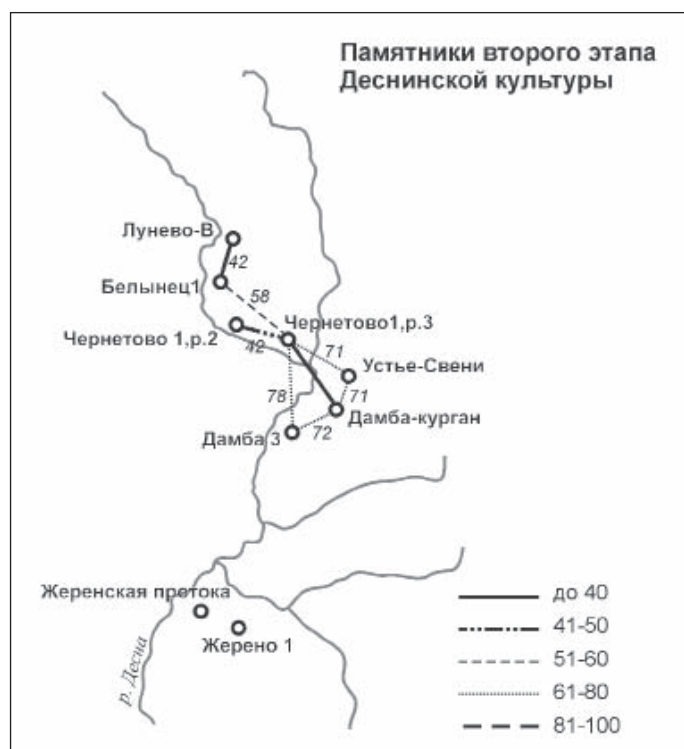 Памятники второго этапа
Деснинской культуры
Лунево-В
42
Белынец1
58
Чернетово1,р.3
Чернетово 1,р.2
42
71
Устье-Свени
78
71
Дамба-курган
Дамба 3
72
Жеренская протока
Жерено 1
р. Десна
до 40
41-50
51-60
61-80
81-100